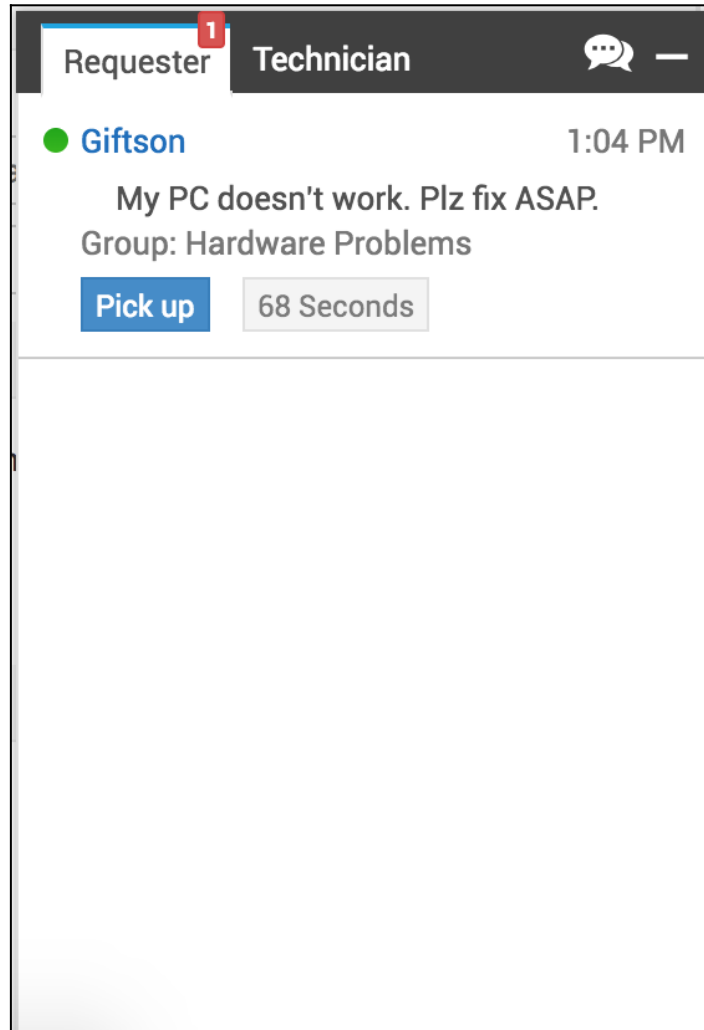 Requester 1 Technician
Giftson 1:04 PM
My PC doesn't work. Plz fix ASAP.
Group: Hardware Problems
Pick up 68 Seconds